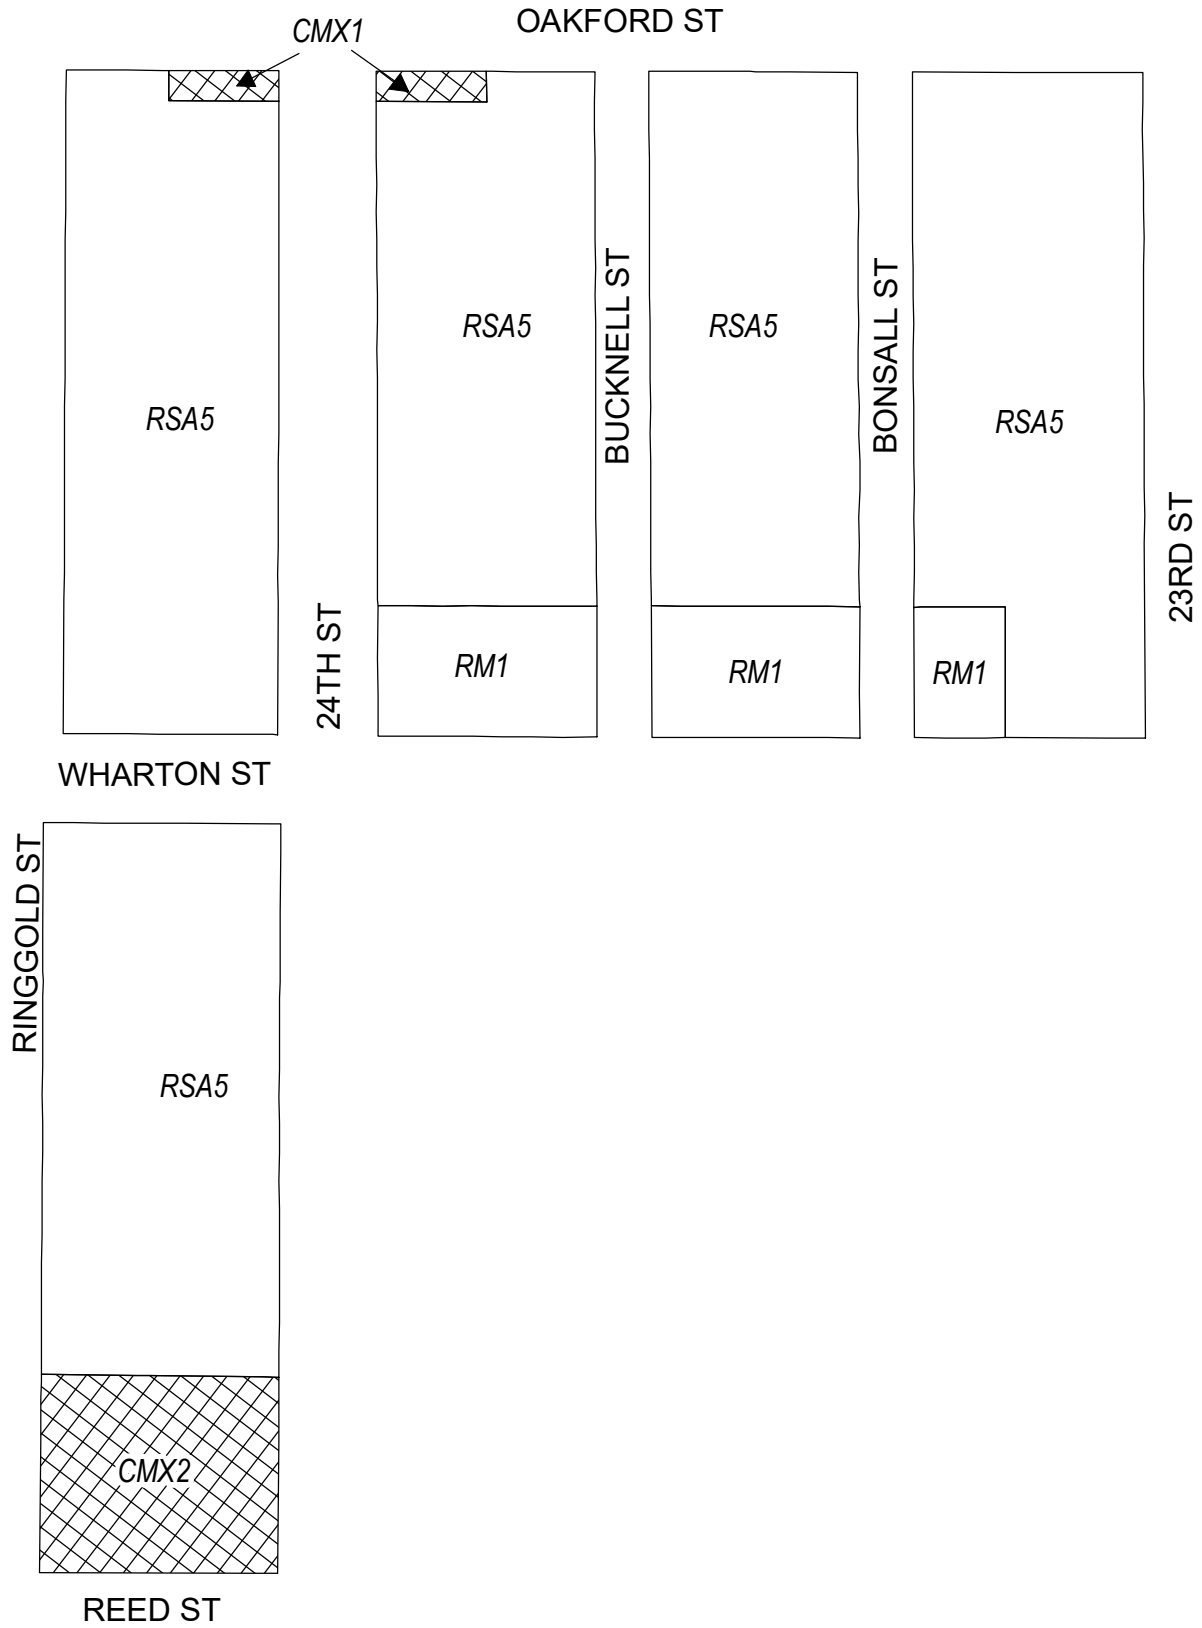 OAKFORD ST
CMX1
RSA5
RSA5
RSA5
RSA5
BUCKNELL ST
BONSALL ST
23RD ST
24TH ST
RM1
RM1
RM1
WHARTON ST
RINGGOLD ST
RSA5
CMX2
REED ST